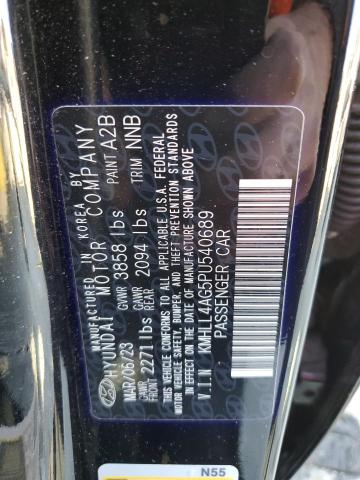 MANUFACTURED IN KOREA BY
HYUNDAI MOTOR COMPANY
MAR/06/23 GVWR 3858 lbs PAINT A2B
GAWR FRONT 2271 lbs GAWR REAR 2094 lbs TRIM NNB
THIS VEHICLE CONFORMS TO ALL APPLICABLE U.S.A. FEDERAL
MOTOR VEHICLE SAFETY, BUMPER, AND THEFT PREVENTION STANDARDS
IN EFFECT ON THE DATE OF MANUFACTURE SHOWN ABOVE.
V.I.N. : KMHLL4AG5PU540689
PASSENGER CAR
N55